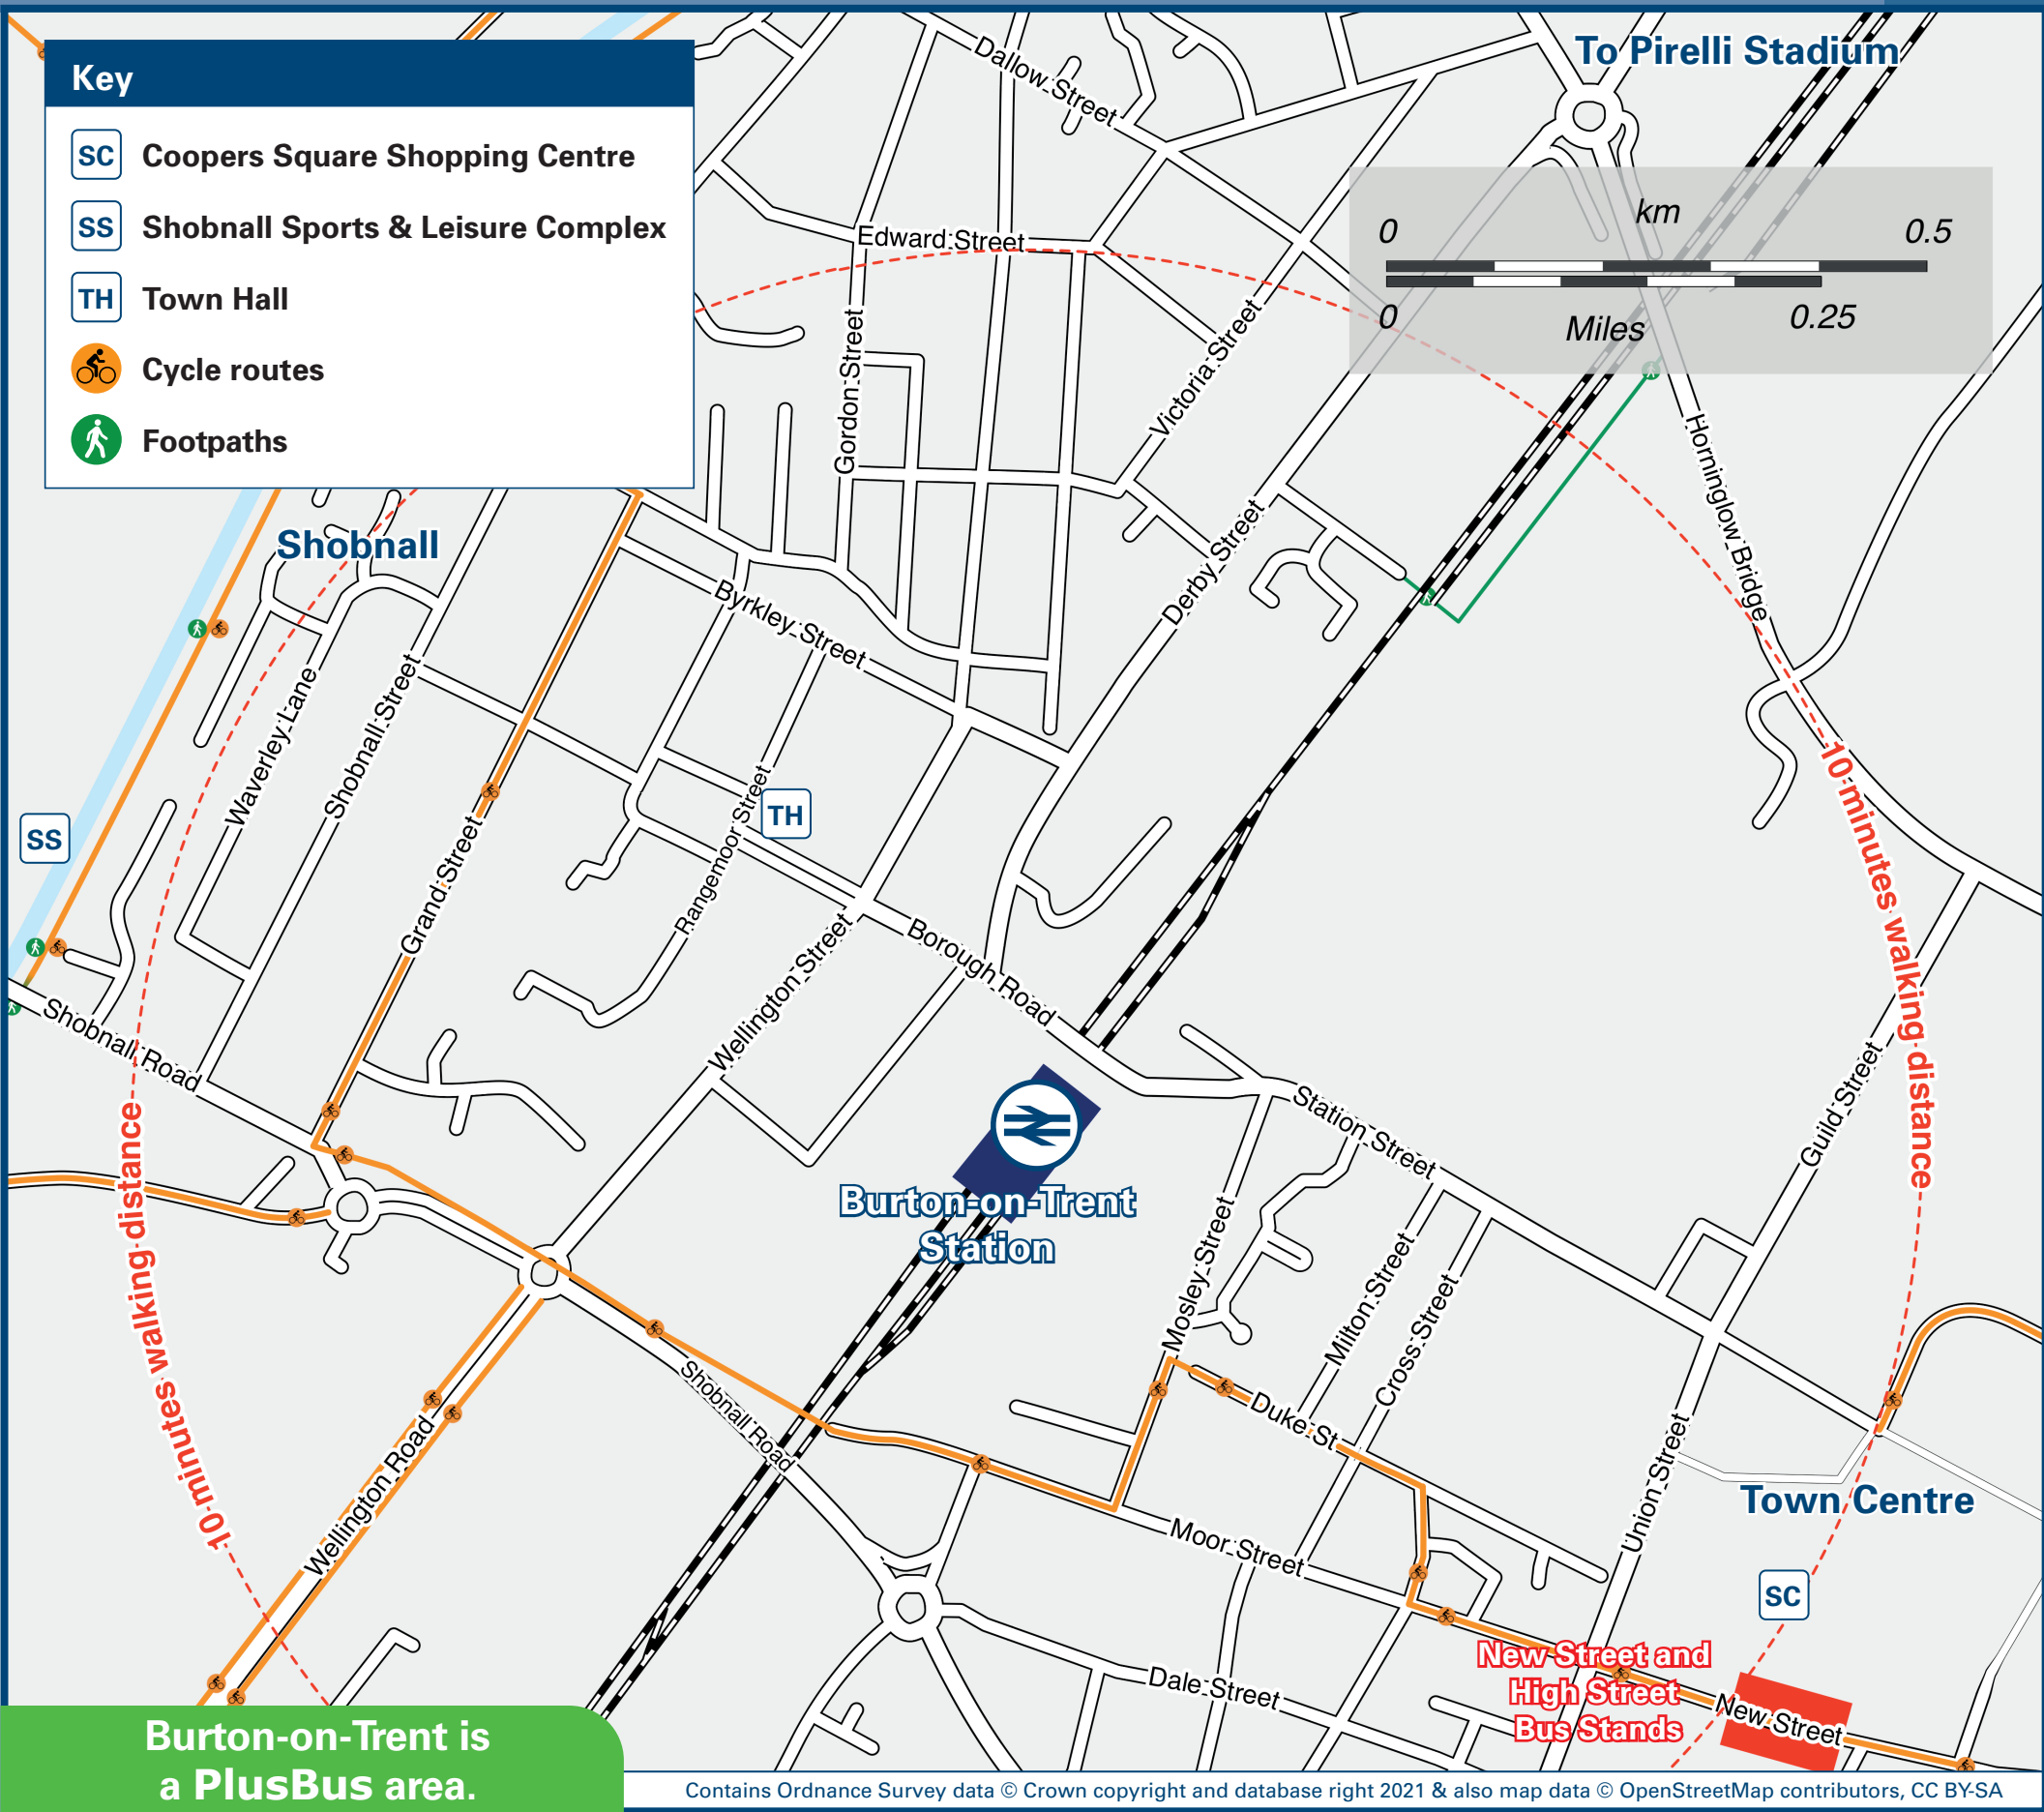 To Pirelli Stadium
Key
SC Coopers Square Shopping Centre
SS Shobnall Sports & Leisure Complex
TH Town Hall
Cycle routes
Footpaths
Dallow Street
km
0 0.5
0 0.25
Miles
Edward Street
Gordon Street
Victoria Street
Horninglow Bridge
Shobnall
Derby Street
Byrkley Street
Waverley Lane
Shobnall Street
Grand Street
Rangemoor Street
TH
SS
10 minutes walking distance
Wellington Street
Borough Road
Shobnall Road
Station Street
Guild Street
10 minutes walking distance
Burton-on-Trent
Station
Mosley Street
Milton Street
Cross Street
Duke St
Shobnall Road
Wellington Road
Union Street
Town Centre
Moor Street
SC
New Street and
High Street
Bus Stands
Dale Street
New Street
Burton-on-Trent is
a PlusBus area.
Contains Ordnance Survey data © Crown copyright and database right 2021 & also map data © OpenStreetMap contributors, CC BY-SA